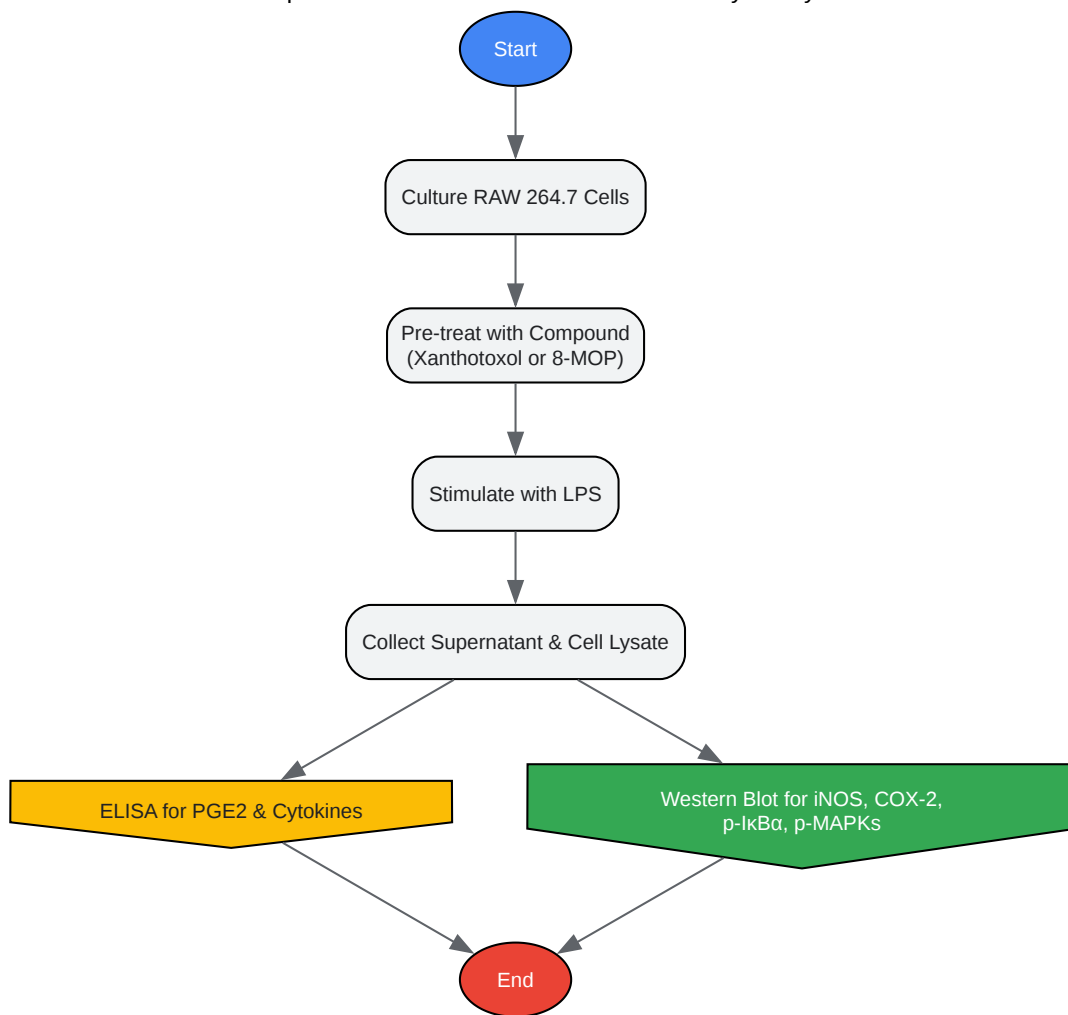 Start
Culture RAW 264.7 Cells
Pre-treat with Compound
(Xanthotoxol or 8-MOP)
Stimulate with LPS
Collect Supernatant & Cell Lysate
ELISA for PGE2 & Cytokines
Western Blot for iNOS, COX-2,
p-IκBα, p-MAPKs
End